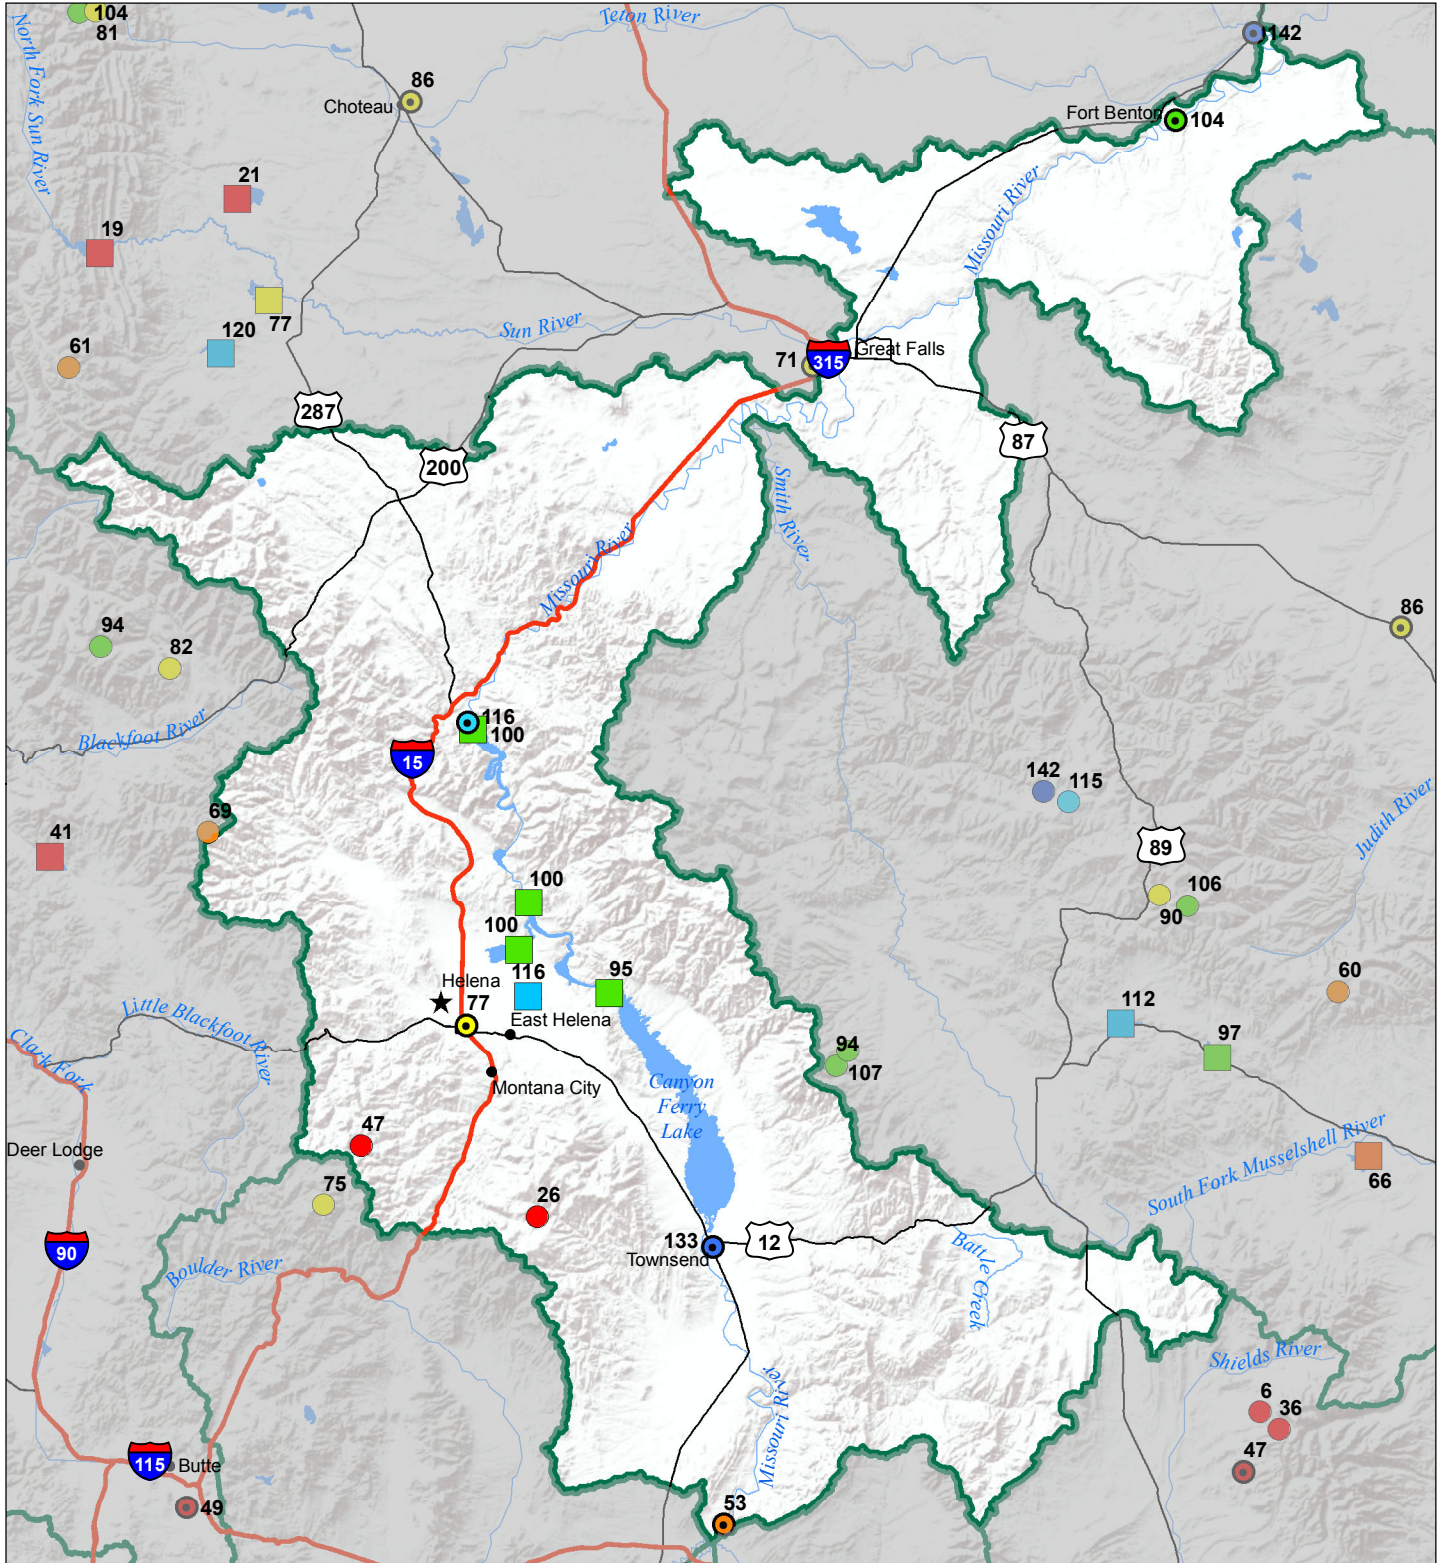 104
81
Teton River
142
North Fork Sun River
86
Choteau
Fort Benton
104
21
19
Missouri River
77
Sun River
120
61
71
315
Great Falls
287
87
200
Smith River
Missouri River
86
94
82
Blackfoot River
116
100
15
142
115
69
41
Judith River
89
106
90
100
100
116
95
Helena
77
East Helena
60
112
97
Little Blackfoot River
Clark Fork
94
107
Montana City
Canyon
Ferry
Lake
47
Deer Lodge
South Fork Musselshell River
66
75
26
133
Townsend
12
Battle Creek
90
Boulder River
Shields River
Missouri River
6
36
47
115
Butte
49
Missouri River
53